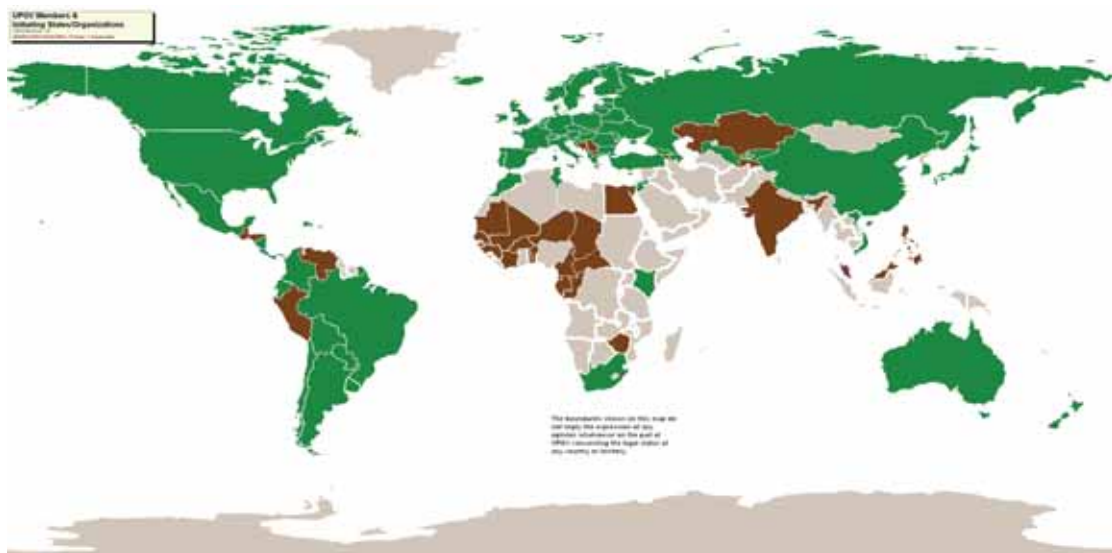 UPOV Members &
Initiating States/Organizations
The boundaries shown on this map do
not imply the expression of any
opinion whatsoever on the part of
UPOV concerning the legal status of
any country or territory.